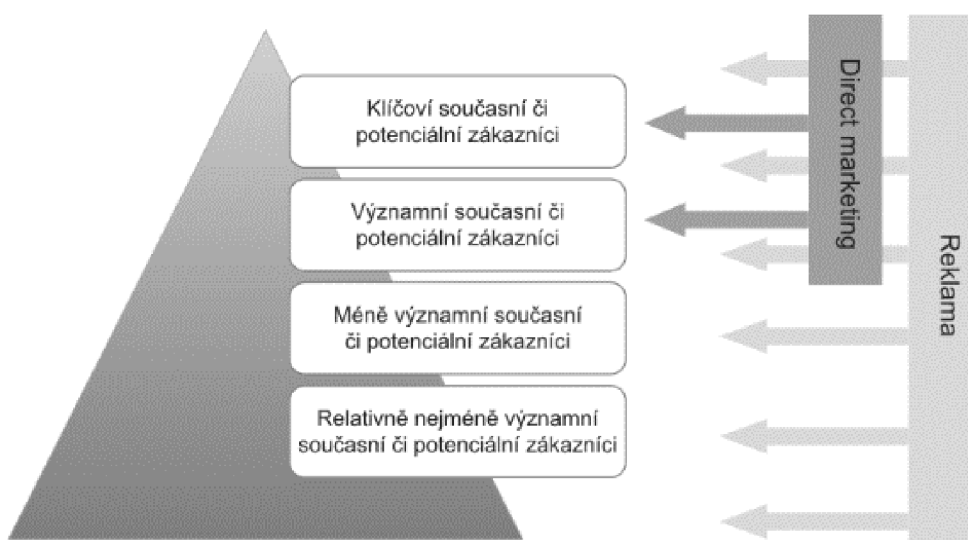 Klíčoví současní či
potenciální zákazníci
Významní současní či
potenciální zákazníci
Méně významní současní
či potenciální zákazníci
Relativně nejméně významní
současní či potenciální zákazníci
Direct marketing
Reklama